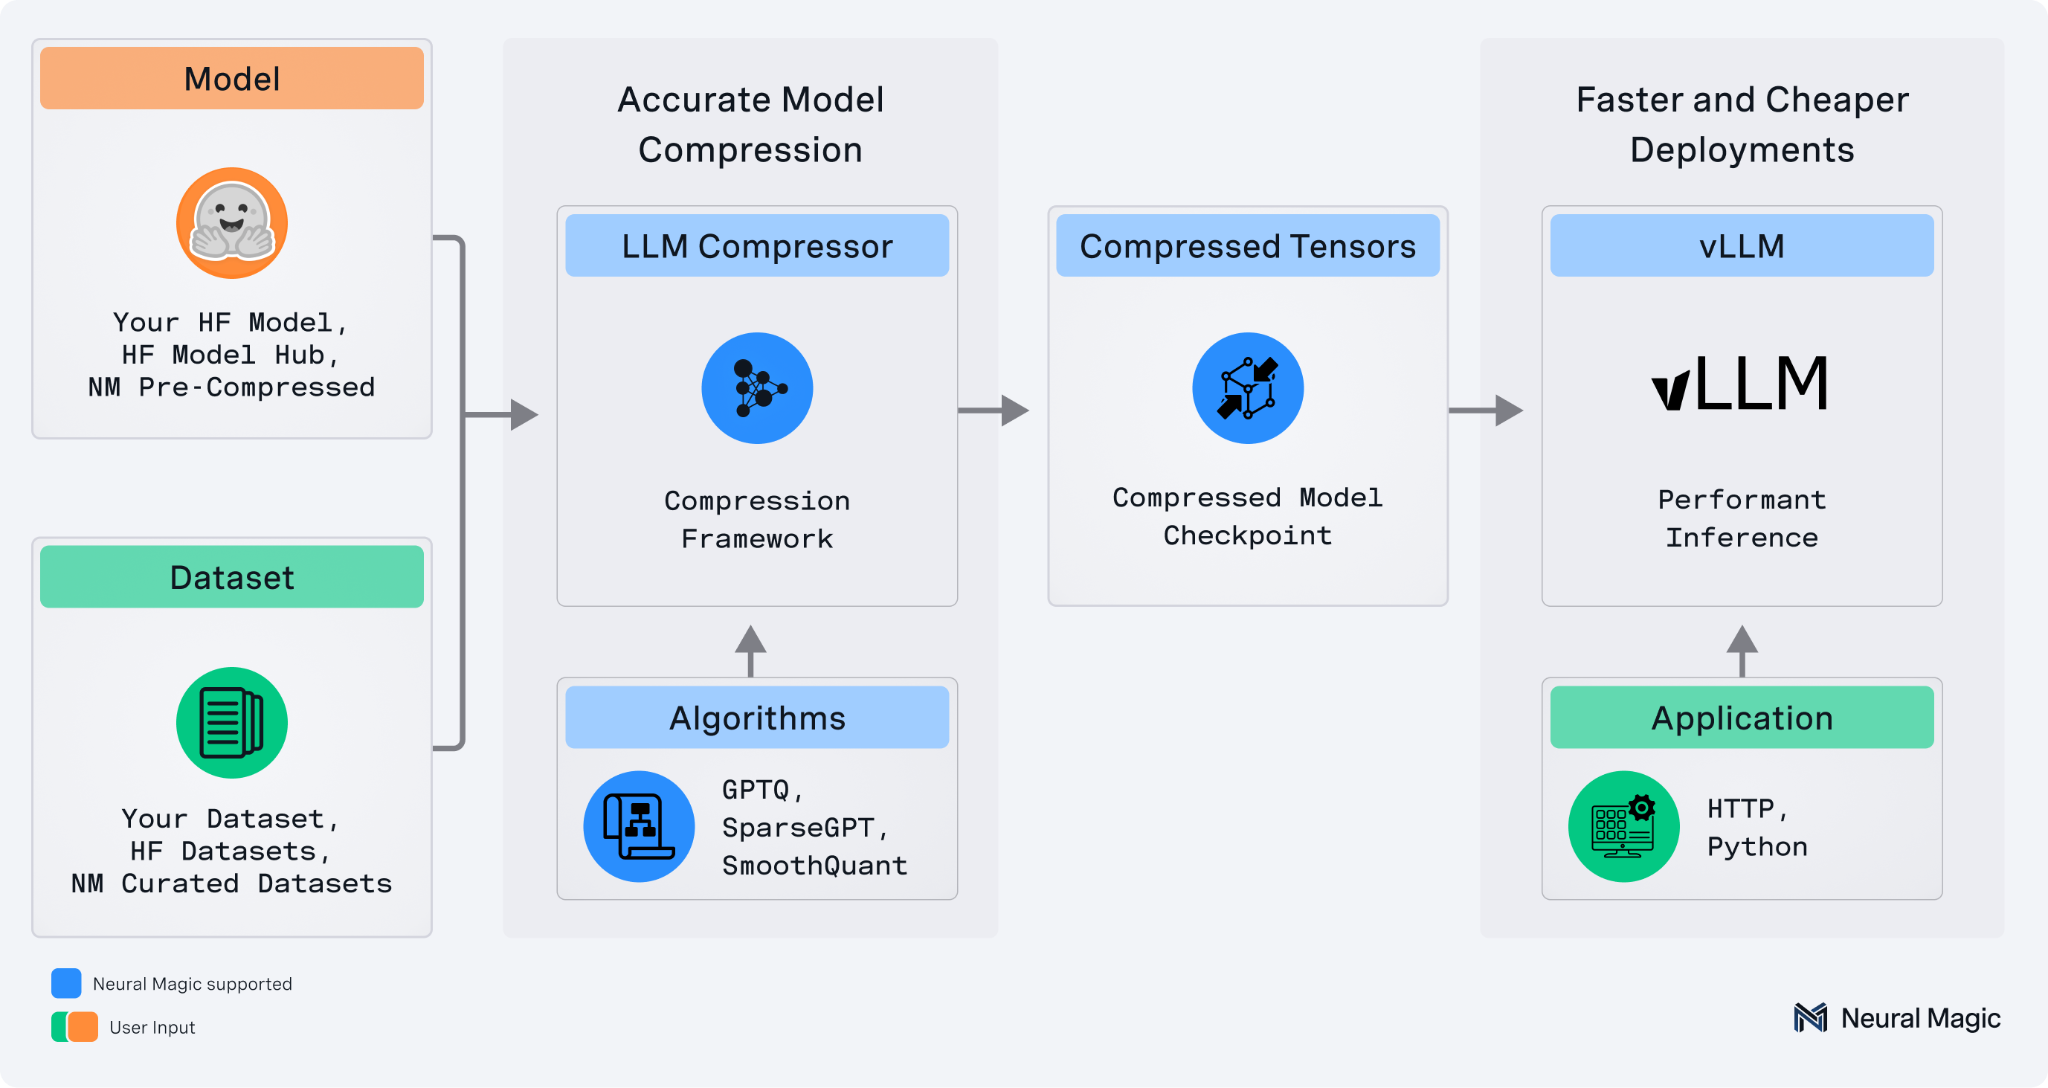 Model
Your HF Model,
HF Model Hub,
NM Pre-Compressed
Dataset
Your Dataset,
HF Datasets,
NM Curated Datasets
Accurate Model
Compression
LLM Compressor
Compression
Framework
Algorithms
GPTQ,
SparseGPT,
SmoothQuant
Compressed Tensors
Compressed Model
Checkpoint
Faster and Cheaper
Deployments
vLLM
vLLM
Performant
Inference
Application
HTTP,
Python
Neural Magic supported
User Input
Neural Magic